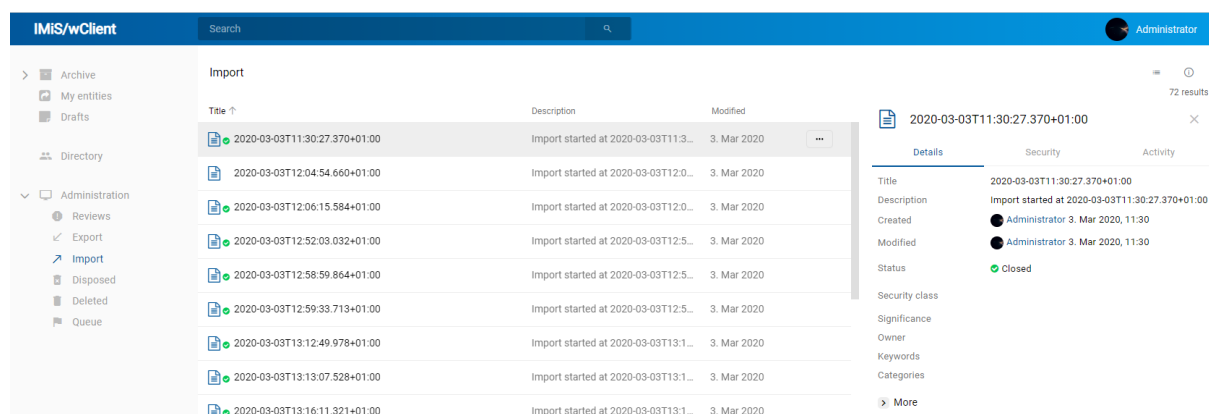 IMiS/wClient
Search
Administrator
Archive
My entities
Drafts
Directory
Administration
Reviews
Export
Import
Disposed
Deleted
Queue
Import
72 results
Title ↑ Description Modified
2020-03-03T11:30:27.370+01:00 Import started at 2020-03-03T11:3... 3. Mar 2020 ...
2020-03-03T12:04:54.660+01:00 Import started at 2020-03-03T12:0... 3. Mar 2020
2020-03-03T12:06:15.584+01:00 Import started at 2020-03-03T12:0... 3. Mar 2020
2020-03-03T12:52:03.032+01:00 Import started at 2020-03-03T12:5... 3. Mar 2020
2020-03-03T12:58:59.864+01:00 Import started at 2020-03-03T12:5... 3. Mar 2020
2020-03-03T12:59:33.713+01:00 Import started at 2020-03-03T12:5... 3. Mar 2020
2020-03-03T13:12:49.978+01:00 Import started at 2020-03-03T13:1... 3. Mar 2020
2020-03-03T13:13:07.528+01:00 Import started at 2020-03-03T13:1... 3. Mar 2020
2020-03-03T13:16:11.321+01:00 Import started at 2020-03-03T13:1... 3. Mar 2020
2020-03-03T11:30:27.370+01:00
Details Security Activity
Title 2020-03-03T11:30:27.370+01:00
Description Import started at 2020-03-03T11:30:27.370+01:00
Created Administrator 3. Mar 2020, 11:30
Modified Administrator 3. Mar 2020, 11:30
Status Closed
Security class
Significance
Owner
Keywords
Categories
More